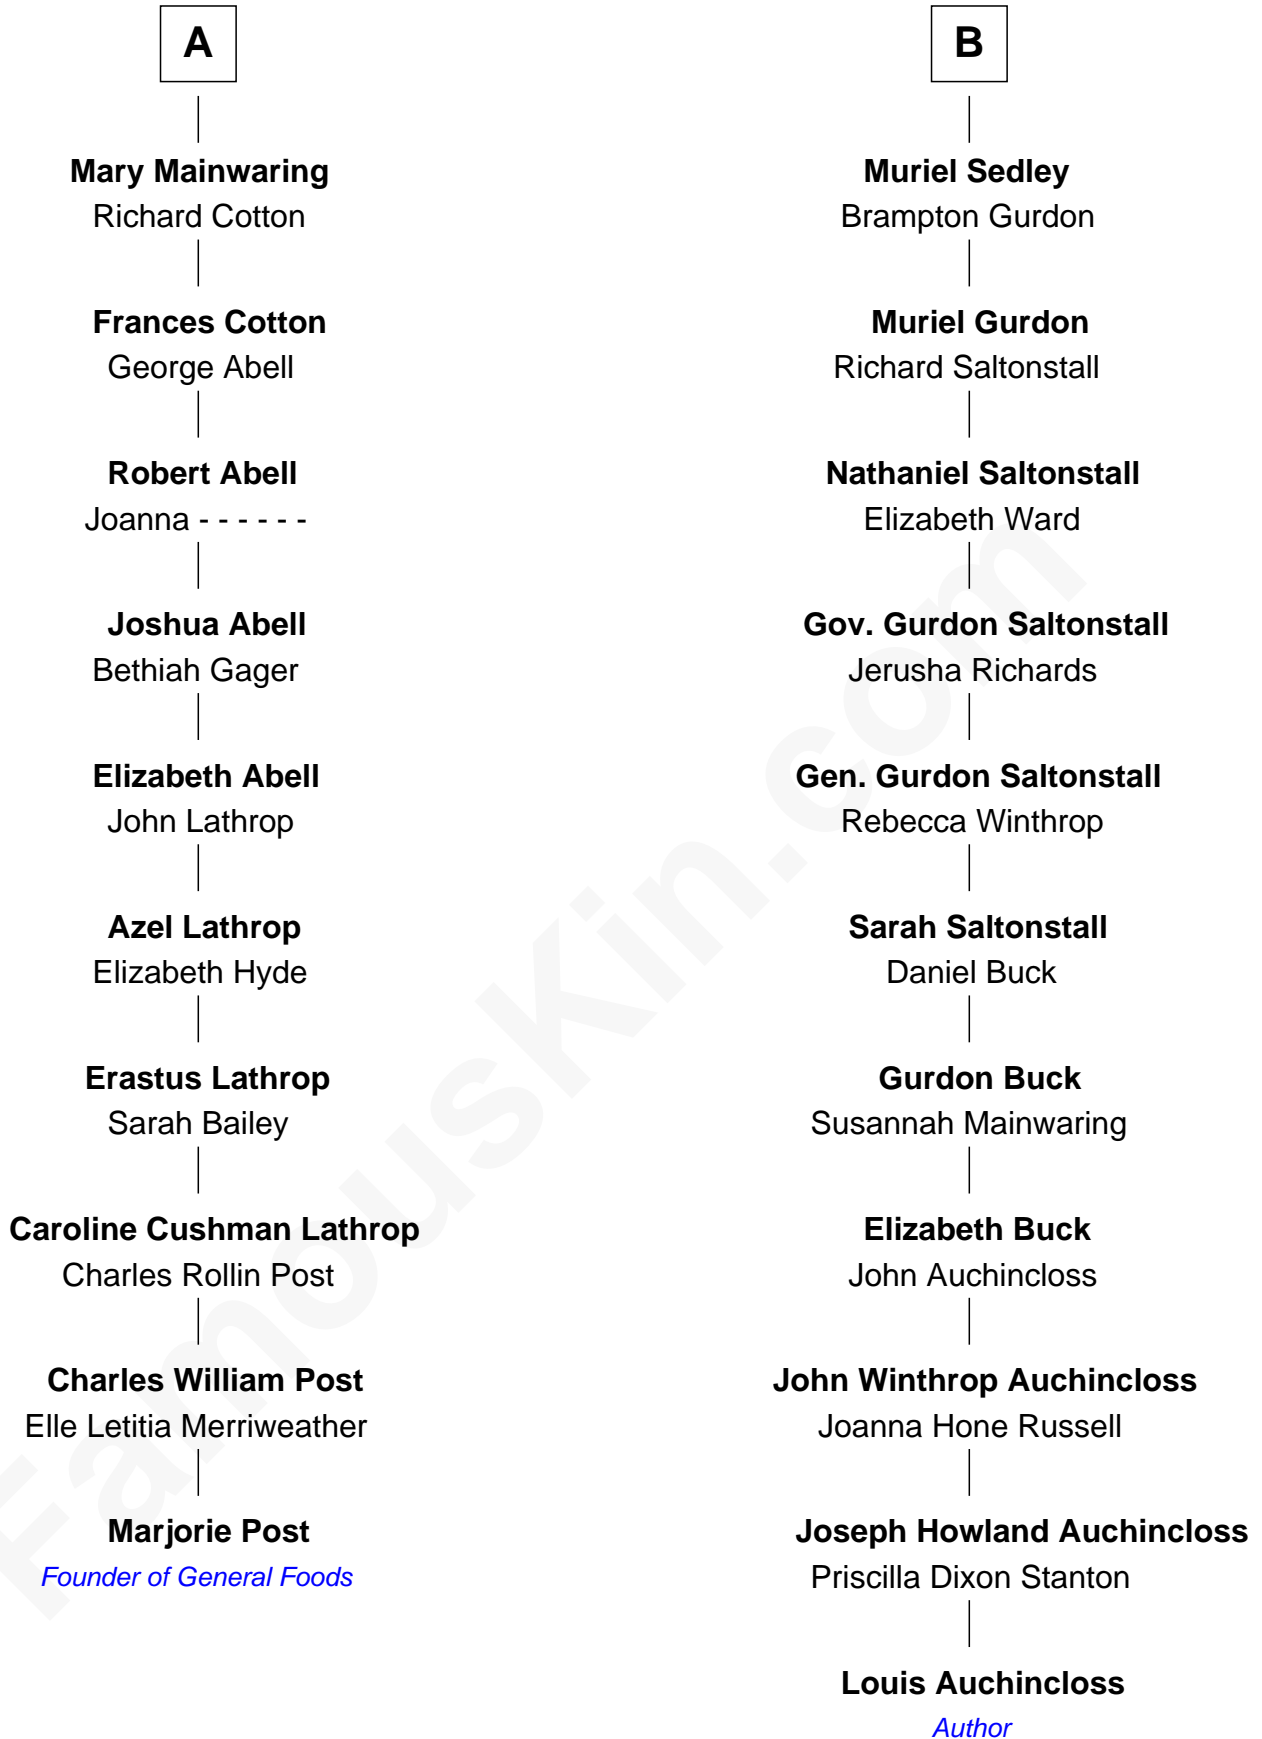 A
Mary Mainwaring
Richard Cotton
Frances Cotton
George Abell
Robert Abell
Joanna - - - - - -
Joshua Abell
Bethiah Gager
Elizabeth Abell
John Lathrop
Azel Lathrop
Elizabeth Hyde
Erastus Lathrop
Sarah Bailey
Caroline Cushman Lathrop
Charles Rollin Post
Charles William Post
Elle Letitia Merriweather
Marjorie Post
Founder of General Foods
B
Muriel Sedley
Brampton Gurdon
Muriel Gurdon
Richard Saltonstall
Nathaniel Saltonstall
Elizabeth Ward
Gov. Gurdon Saltonstall
Jerusha Richards
Gen. Gurdon Saltonstall
Rebecca Winthrop
Sarah Saltonstall
Daniel Buck
Gurdon Buck
Susannah Mainwaring
Elizabeth Buck
John Auchincloss
John Winthrop Auchincloss
Joanna Hone Russell
Joseph Howland Auchincloss
Priscilla Dixon Stanton
Louis Auchincloss
Author
FamousKin.com